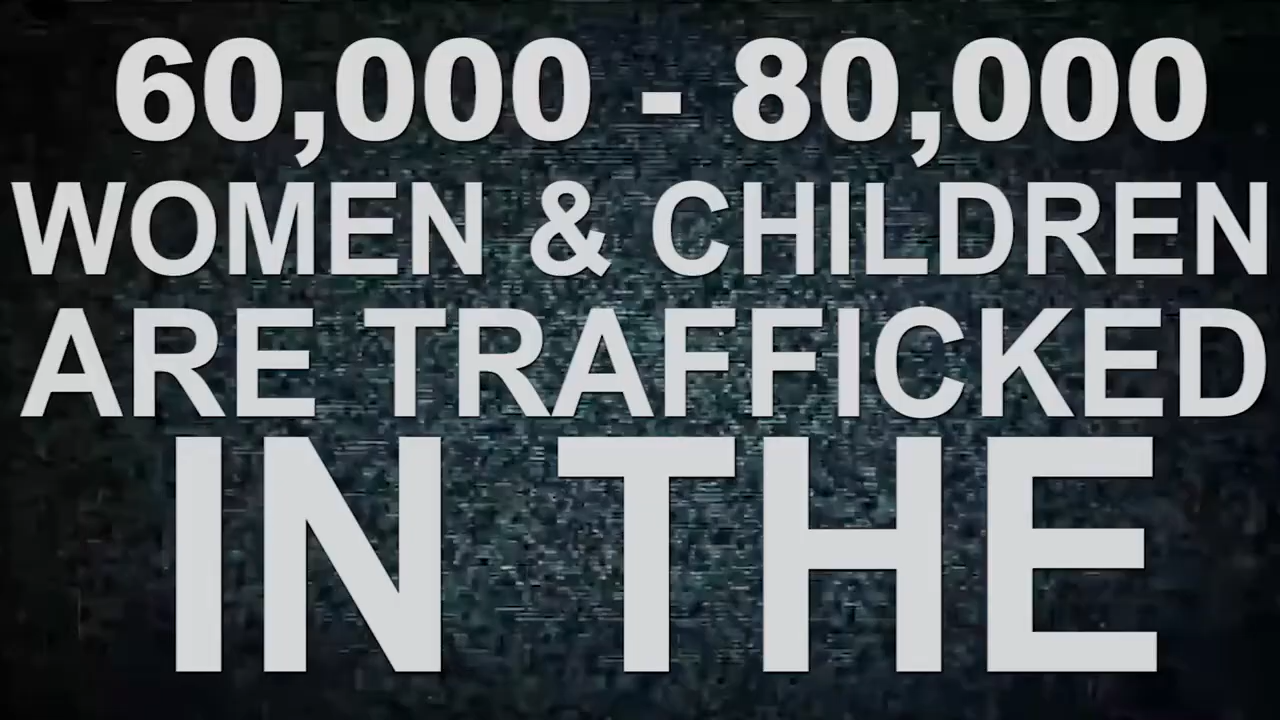 60,000 - 80,000
WOMEN & CHILDREN
ARE TRAFFICKED
IN THE